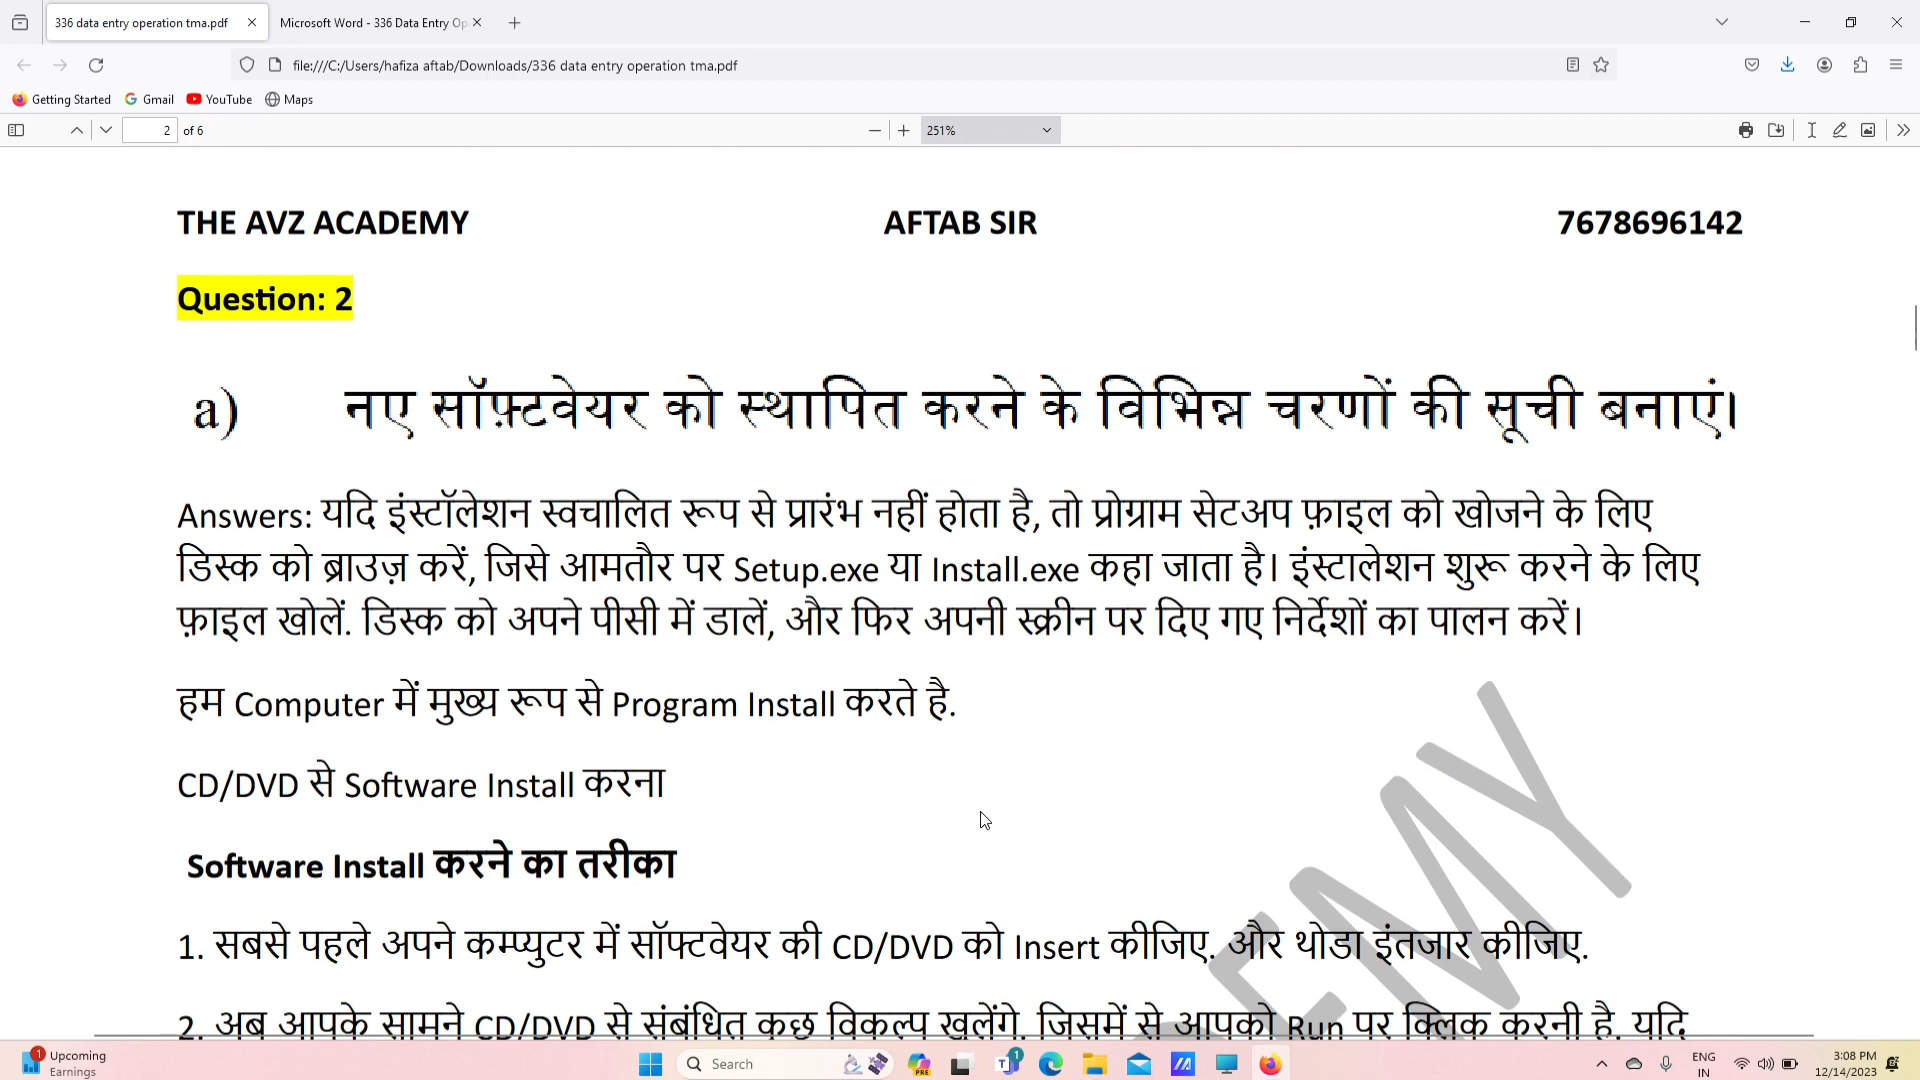 336 data entry operation tma.pdf
Microsoft Word - 336 Data Entry Op
file:///C:/Users/hafiza aftab/Downloads/336 data entry operation tma.pdf
Getting Started Gmail YouTube Maps
2 of 6 251%
THE AVZ ACADEMY AFTAB SIR 7678696142
Question: 2
a) नए सॉफ़्टवेयर को स्थापित करने के विभिन्न चरणों की सूची बनाएं।
Answers: यदि इंस्टॉलेशन स्वचालित रूप से प्रारंभ नहीं होता है, तो प्रोग्राम सेटअप फ़ाइल को खोजने के लिए
डिस्क को ब्राउज़ करें, जिसे आमतौर पर Setup.exe या Install.exe कहा जाता है। इंस्टालेशन शुरू करने के लिए
फ़ाइल खोलें. डिस्क को अपने पीसी में डालें, और फिर अपनी स्क्रीन पर दिए गए निर्देशों का पालन करें।
हम Computer में मुख्य रूप से Program Install करते है.
CD/DVD से Software Install करना
Software Install करने का तरीका
1. सबसे पहले अपने कम्प्युटर में सॉफ्टवेयर की CD/DVD को Insert कीजिए. और थोडा इंतजार कीजिए.
2. अब आपके सामने CD/DVD से संबंधित कुछ विकल्प खुलेंगे. जिसमें से आपको Run पर क्लिक करनी है. यदि
EMY
1 Upcoming
Earnings
Search
PRE
1
ENG
IN
3:08 PM
12/14/2023